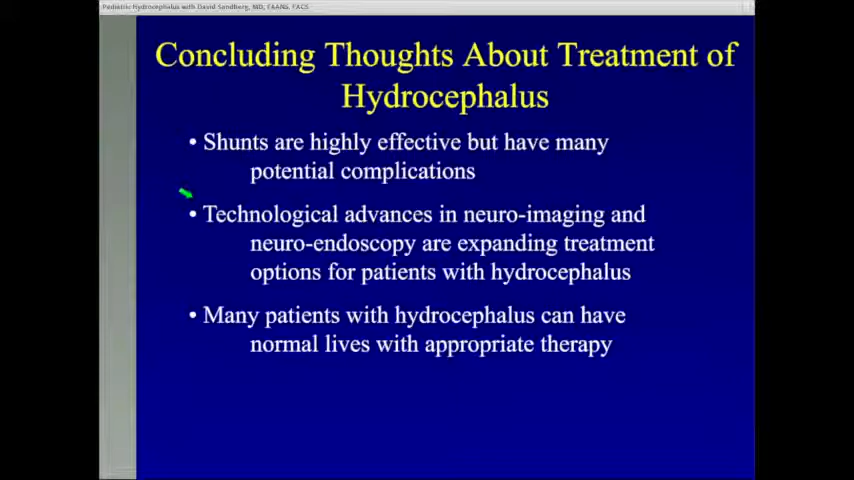 Pediatric Hydrocephalus with David Sandberg, MD, FAANS, FACS
Concluding Thoughts About Treatment of
Hydrocephalus
• Shunts are highly effective but have many
potential complications
• Technological advances in neuro-imaging and
neuro-endoscopy are expanding treatment
options for patients with hydrocephalus
• Many patients with hydrocephalus can have
normal lives with appropriate therapy